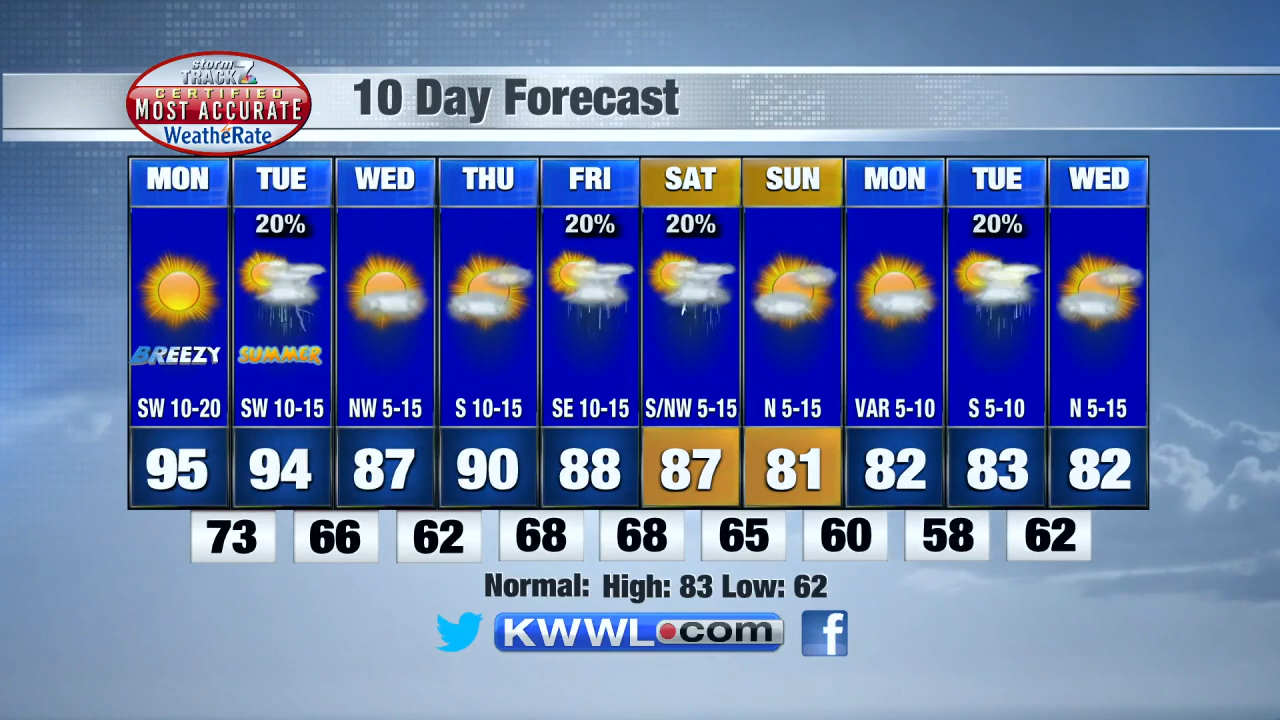 storm
TRACK 7
CERTIFIED
MOST ACCURATE
WeatheRate
10 Day Forecast
MON TUE WED THU FRI SAT SUN MON TUE WED
20% 20% 20% 20%
BREEZY SUMMER
SW 10-20 SW 10-15 NW 5-15 S 10-15 SE 10-15 S/NW 5-15 N 5-15 VAR 5-10 S 5-10 N 5-15
95 94 87 90 88 87 81 82 83 82
73 66 62 68 68 65 60 58 62
Normal: High: 83 Low: 62
KWWL.com f